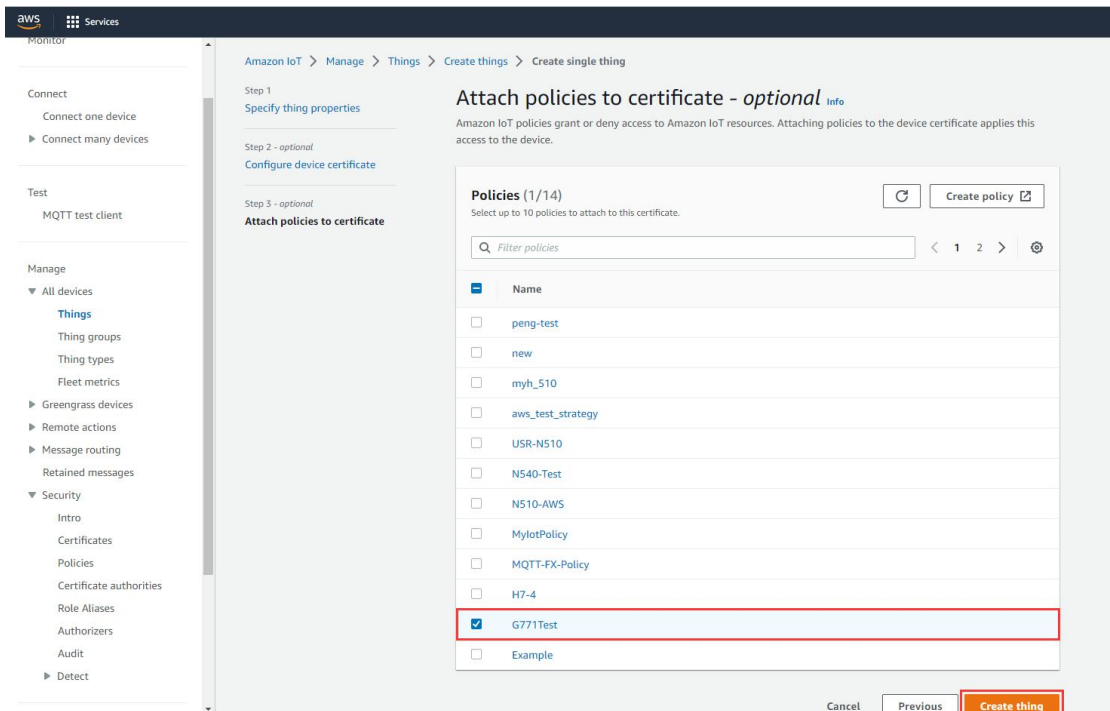 aws
Services
Monitor
Connect
Connect one device
Connect many devices
Test
MQTT test client
Manage
All devices
Things
Thing groups
Thing types
Fleet metrics
Greengrass devices
Remote actions
Message routing
Retained messages
Security
Intro
Certificates
Policies
Certificate authorities
Role Aliases
Authorizers
Audit
Detect
Amazon IoT > Manage > Things > Create things > Create single thing
Step 1
Specify thing properties
Step 2 - optional
Configure device certificate
Step 3 - optional
Attach policies to certificate
Attach policies to certificate - optional Info
Amazon IoT policies grant or deny access to Amazon IoT resources. Attaching policies to the device certificate applies this
access to the device.
Policies (1/14)
Select up to 10 policies to attach to this certificate.
Create policy
Filter policies
< 1 2 >
Name
peng-test
new
myh_510
aws_test_strategy
USR-N510
N540-Test
N510-AWS
MyIotPolicy
MQTT-FX-Policy
H7-4
G771Test
Example
Cancel
Previous
Create thing